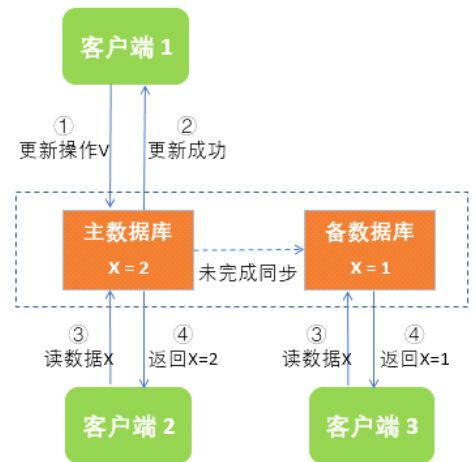 客户端 1
①
更新操作V
②
更新成功
主数据库
X = 2
备数据库
X = 1
未完成同步
③
读数据X
④
返回X=2
③
读数据X
④
返回X=1
客户端 2
客户端 3